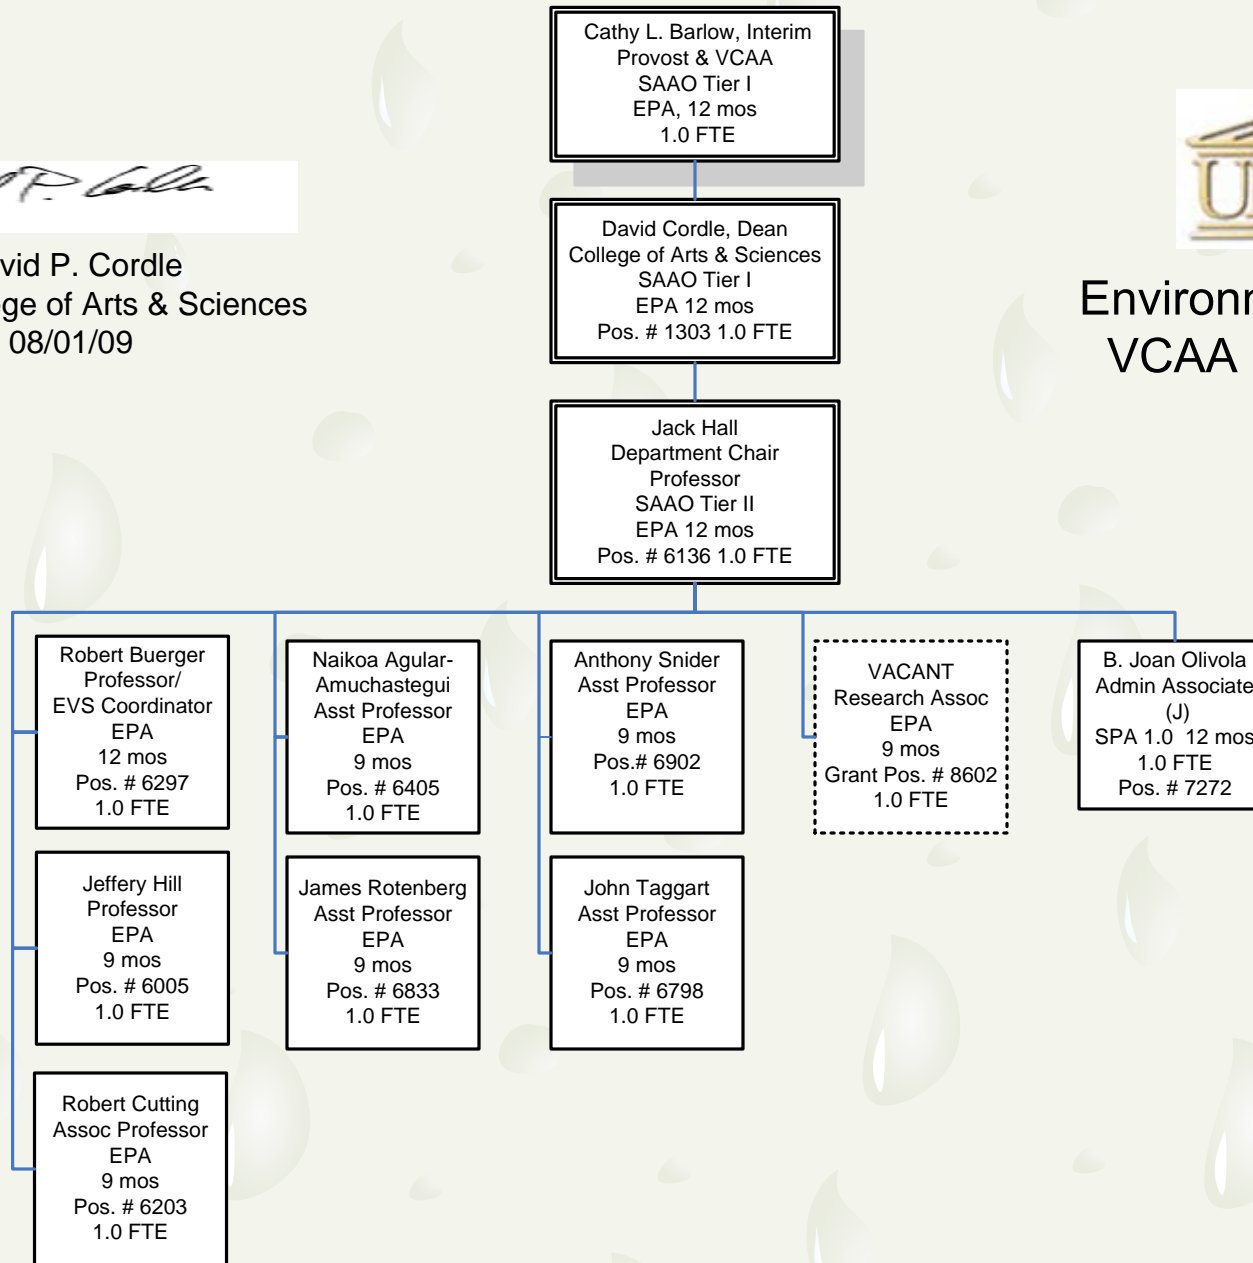 Cathy L. Barlow, Interim
Provost & VCAA
SAAO Tier I
EPA, 12 mos
1.0 FTE
vid P. Cordle
ge of Arts & Sciences
08/01/09
David Cordle, Dean
College of Arts & Sciences
SAAO Tier I
EPA 12 mos
Pos. # 1303 1.0 FTE
Environ
VCAA
Jack Hall
Department Chair
Professor
SAAO Tier II
EPA 12 mos
Pos. # 6136 1.0 FTE
Robert Buerger
Professor/
EVS Coordinator
EPA
12 mos
Pos. # 6297
1.0 FTE
Naikoa Agular-
Amuchastegui
Asst Professor
EPA
9 mos
Pos. # 6405
1.0 FTE
Anthony Snider
Asst Professor
EPA
9 mos
Pos.# 6902
1.0 FTE
VACANT
Research Assoc
EPA
9 mos
Grant Pos. # 8602
1.0 FTE
B. Joan Olivola
Admin Associate
(J)
SPA 1.0 12 mos
1.0 FTE
Pos. # 7272
Jeffery Hill
Professor
EPA
9 mos
Pos. # 6005
1.0 FTE
James Rotenberg
Asst Professor
EPA
9 mos
Pos. # 6833
1.0 FTE
John Taggart
Asst Professor
EPA
9 mos
Pos. # 6798
1.0 FTE
Robert Cutting
Assoc Professor
EPA
9 mos
Pos. # 6203
1.0 FTE